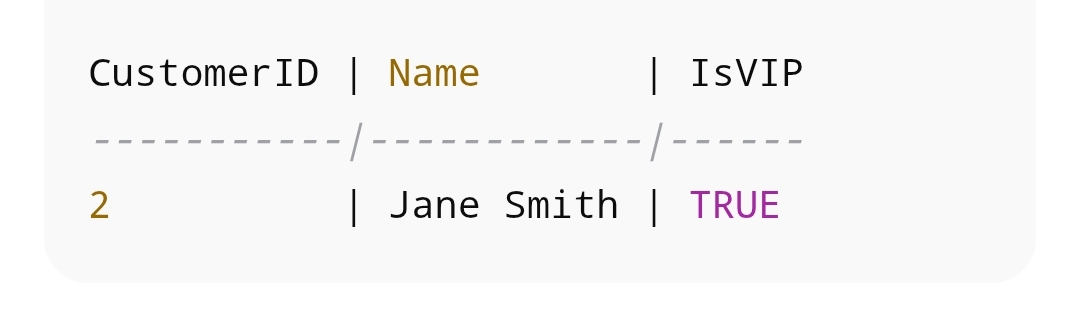 CustomerID | Name       | IsVIP
-----------/------------/------
2          | Jane Smith | TRUE